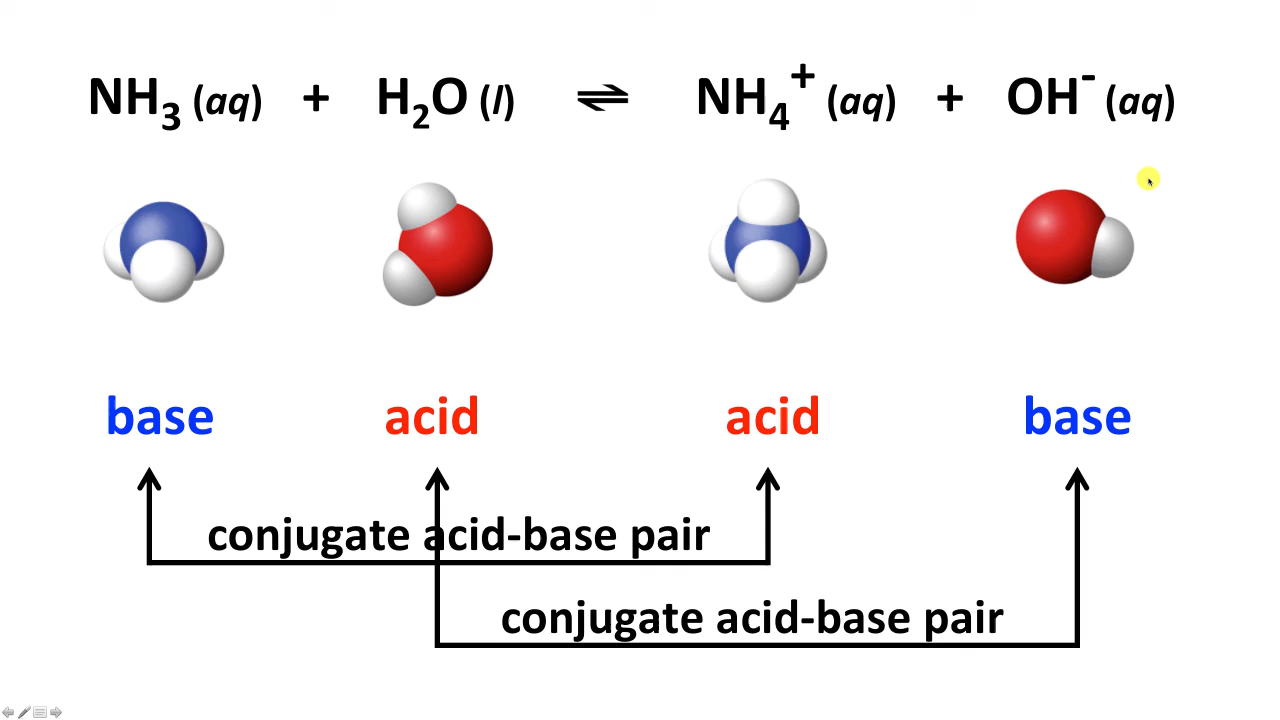 NH₃ (aq) + H₂O (l) ⇌ NH₄⁺ (aq) + OH⁻ (aq)
base acid acid base
conjugate acid-base pair
conjugate acid-base pair